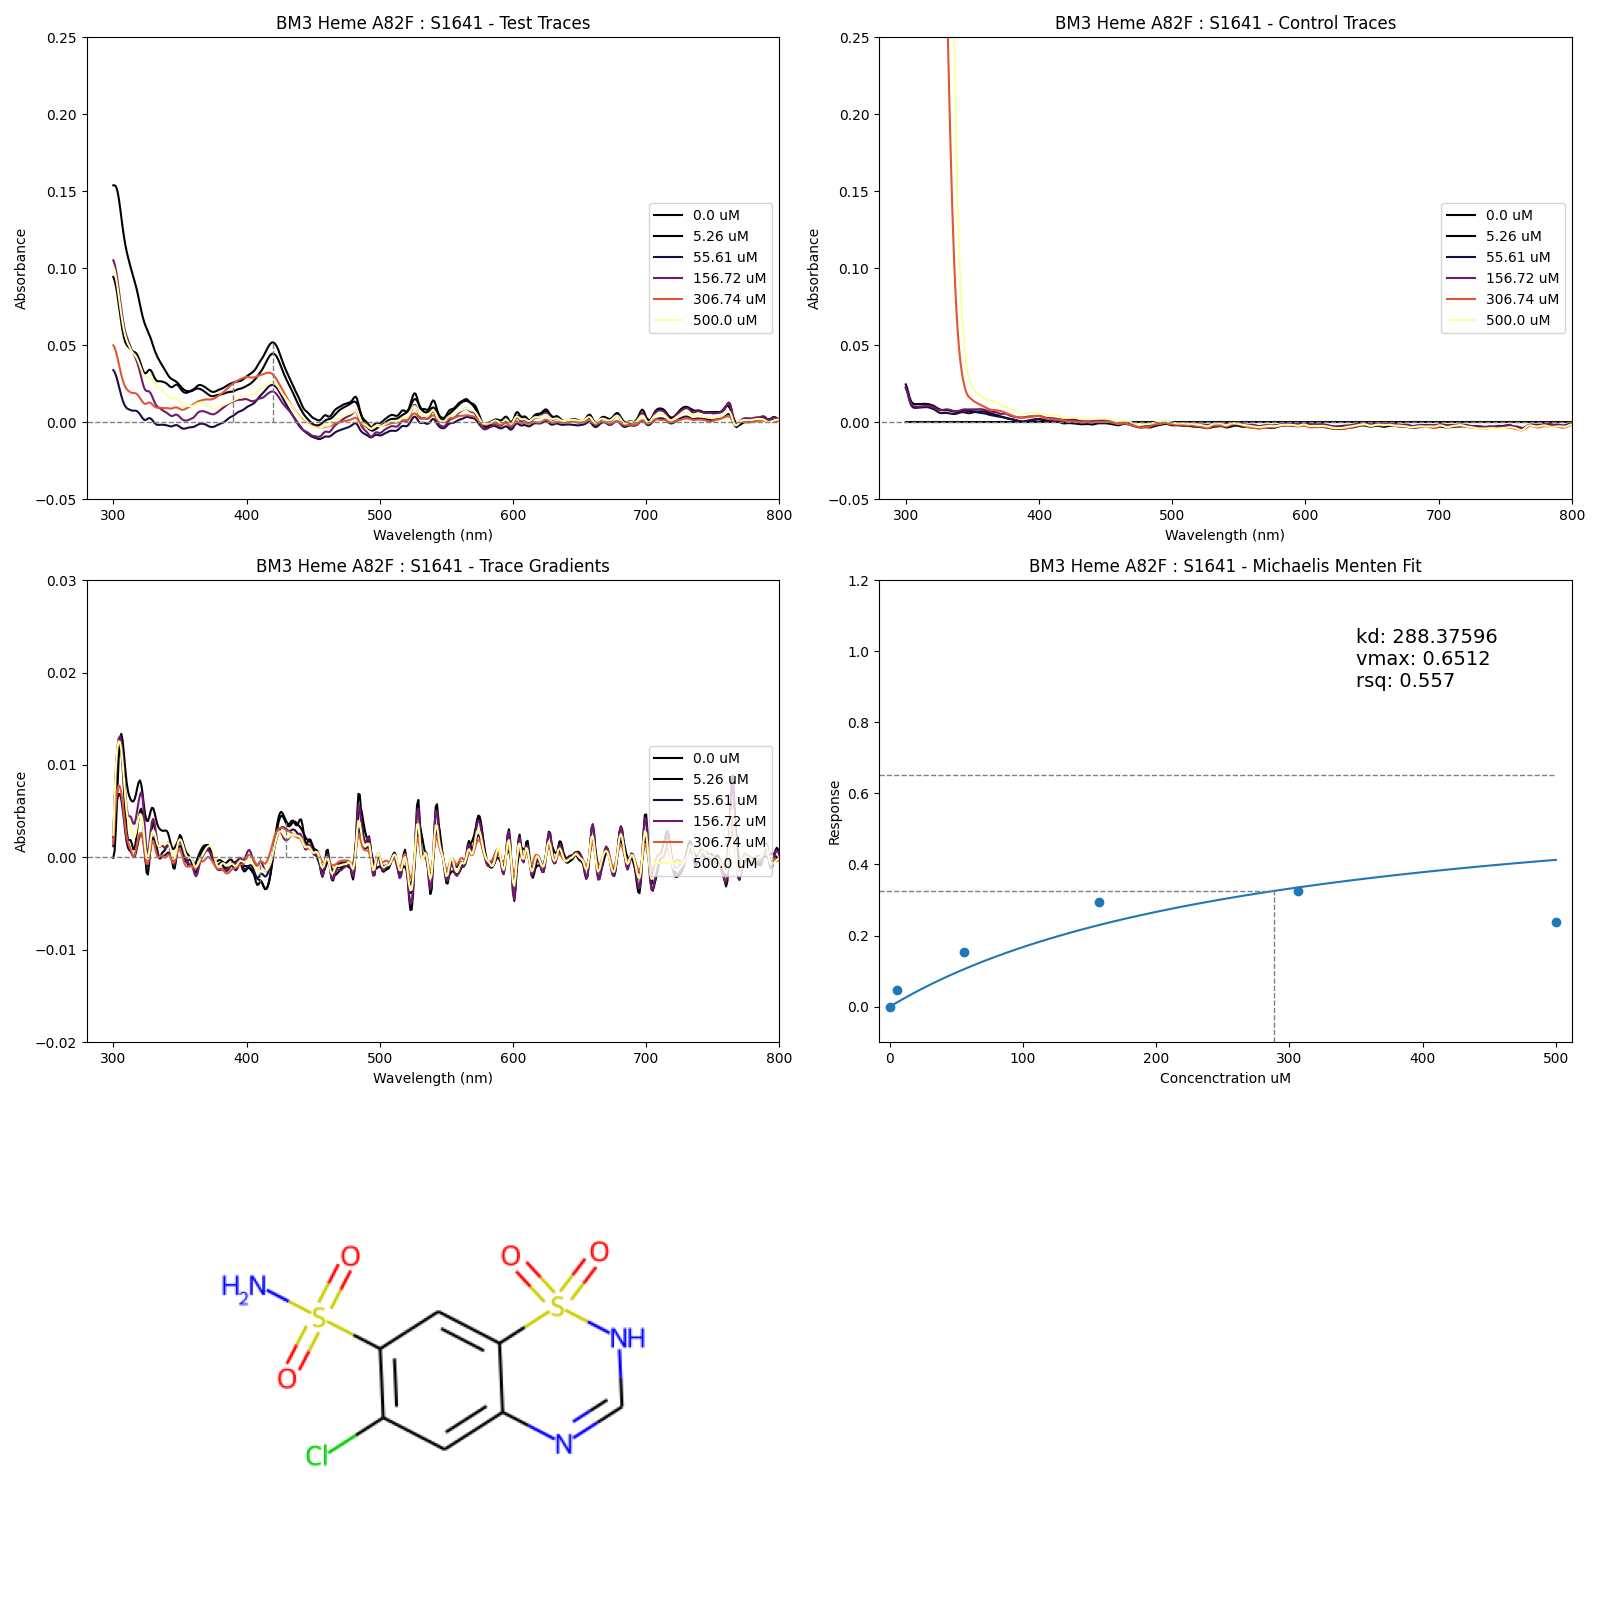 BM3 Heme A82F : S1641 - Test Traces
0.25
0.20
0.15
0.10
0.05
0.00
−0.05
Absorbance
0.0 uM
5.26 uM
55.61 uM
156.72 uM
306.74 uM
500.0 uM
300 400 500 600 700 800
Wavelength (nm)
BM3 Heme A82F : S1641 - Control Traces
0.25
0.20
0.15
0.10
0.05
0.00
−0.05
Absorbance
0.0 uM
5.26 uM
55.61 uM
156.72 uM
306.74 uM
500.0 uM
300 400 500 600 700 800
Wavelength (nm)
BM3 Heme A82F : S1641 - Trace Gradients
0.03
0.02
0.01
0.00
−0.01
−0.02
Absorbance
0.0 uM
5.26 uM
55.61 uM
156.72 uM
306.74 uM
500.0 uM
300 400 500 600 700 800
Wavelength (nm)
BM3 Heme A82F : S1641 - Michaelis Menten Fit
1.2
1.0
0.8
0.6
0.4
0.2
0.0
Response
kd: 288.37596
vmax: 0.6512
rsq: 0.557
0 100 200 300 400 500
Concenctration uM
H2N O O O
S S
NH
O
Cl N